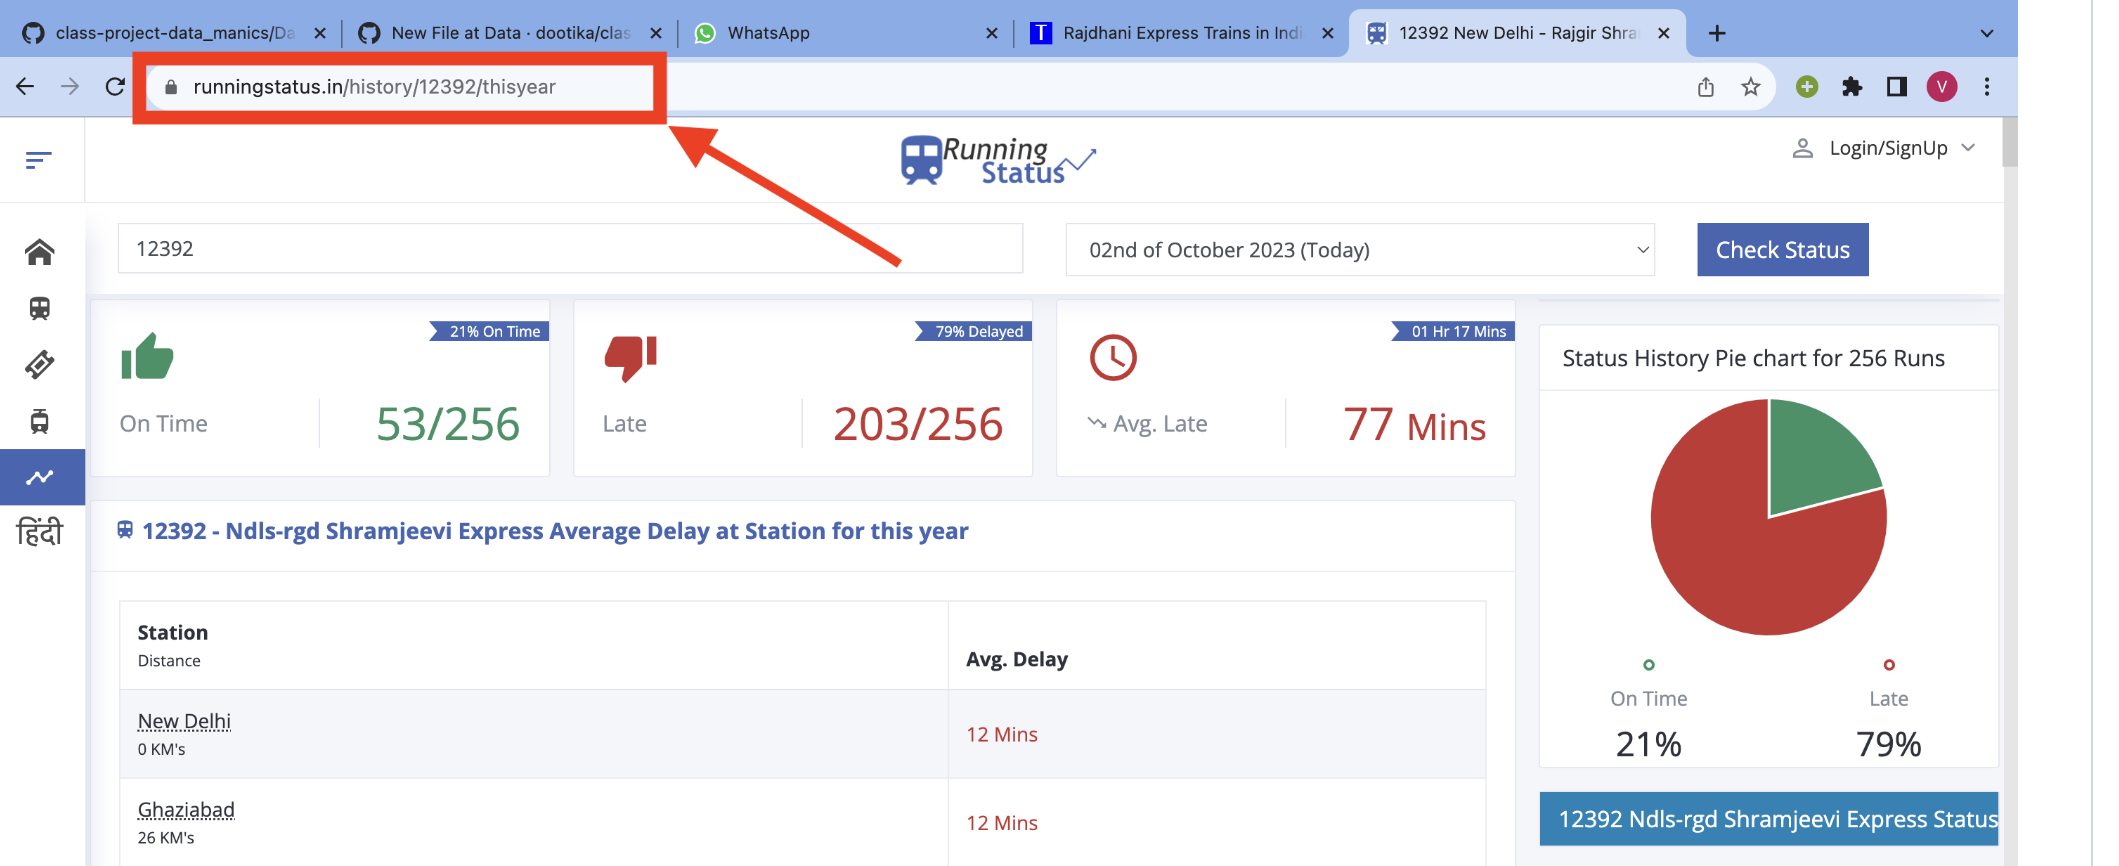 class-project-data_manics/Da
New File at Data · dootika/clas
WhatsApp
T Rajdhani Express Trains in Indi
12392 New Delhi - Rajgir Shra
runningstatus.in/history/12392/thisyear
V
Running
Status
Login/SignUp
12392
02nd of October 2023 (Today)
Check Status
21% On Time
On Time
53/256
79% Delayed
Late
203/256
01 Hr 17 Mins
Avg. Late
77 Mins
Status History Pie chart for 256 Runs
On Time
Late
21%
79%
12392 Ndls-rgd Shramjeevi Express Status
हिंदी
12392 - Ndls-rgd Shramjeevi Express Average Delay at Station for this year
Station
Distance
Avg. Delay
New Delhi
0 KM's
12 Mins
Ghaziabad
26 KM's
12 Mins